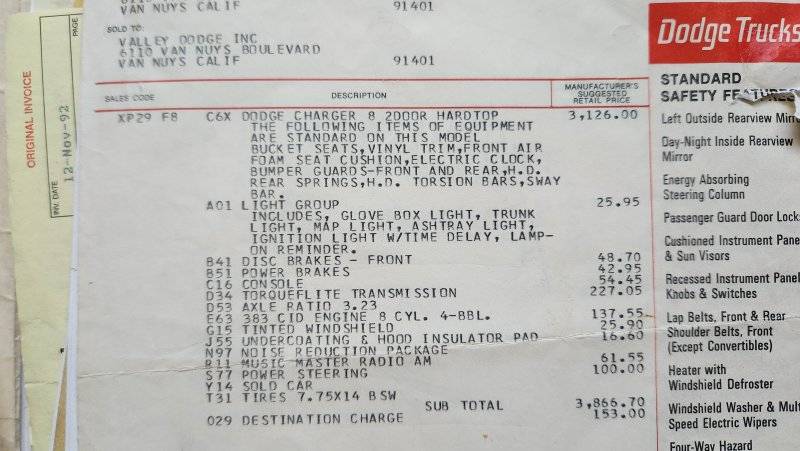 VAN NUYS CALIF 91401
SOLD TO:
VALLEY DODGE INC
6110 VAN NUYS BOULEVARD
VAN NUYS CALIF 91401
SALES CODE DESCRIPTION MANUFACTURER'S SUGGESTED RETAIL PRICE
XP29 F8 C6X DODGE CHARGER 8 2DOOR HARDTOP 3,126.00
THE FOLLOWING ITEMS OF EQUIPMENT
ARE STANDARD ON THIS MODEL
BUCKET SEATS,VINYL TRIM,FRONT AIR
FOAM SEAT CUSHION,ELECTRIC CLOCK,
BUMPER GUARDS-FRONT AND REAR,H.D.
REAR SPRINGS,H.D. TORSION BARS,SWAY
BAR.
A01 LIGHT GROUP 25.95
INCLUDES, GLOVE BOX LIGHT, TRUNK
LIGHT, MAP LIGHT, ASHTRAY LIGHT,
IGNITION LIGHT W/TIME DELAY, LAMP-
ON REMINDER.
B41 DISC BRAKES - FRONT 48.70
B51 POWER BRAKES 42.95
C16 CONSOLE 54.45
D34 TORQUEFLITE TRANSMISSION 227.05
D53 AXLE RATIO 3.23
E63 383 CID ENGINE 8 CYL. 4-BBL. 137.55
G15 TINTED WINDSHIELD 25.90
J55 UNDERCOATING & HOOD INSULATOR PAD 16.60
N97 NOISE REDUCTION PACKAGE
R11 MUSIC MASTER RADIO AM 61.55
S77 POWER STEERING 100.00
Y14 SOLD CAR
T31 TIRES 7.75X14 BSW
SUB TOTAL 3,866.70
029 DESTINATION CHARGE 153.00
ORIGINAL INVOICE
INV. DATE
12-Nov-92
PAGE
Dodge Trucks
STANDARD
SAFETY FEATURES
Left Outside Rearview
Day-Night Inside Rearview
Mirror
Energy Absorbing
Steering Column
Passenger Guard Door
Cushioned Instrument
& Sun Visors
Recessed Instrument Panel
Knobs & Switches
Lap Belts, Front & Rear
Shoulder Belts, Front
(Except Convertibles)
Heater with
Windshield Defroster
Windshield Washer &
Speed Electric Wipers
Four-Way Hazard